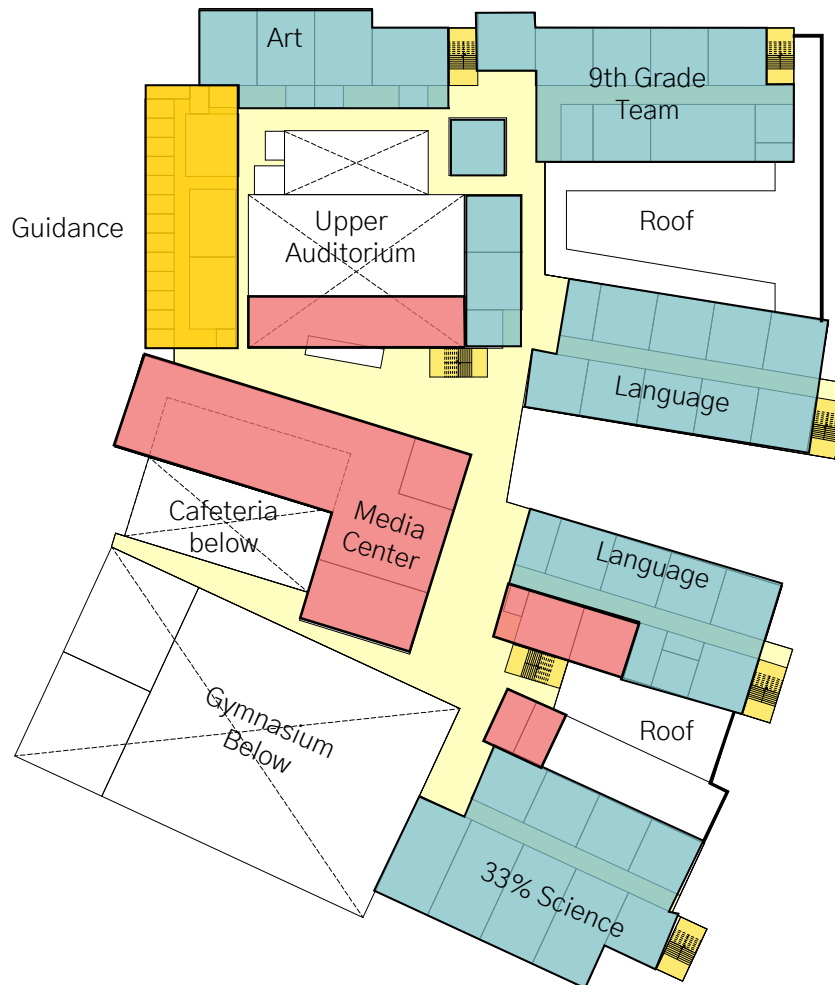 Art
9th Grade
Team
Guidance
Upper
Auditorium
Roof
Language
Cafeteria
below
Media
Center
Language
Gymnasium
Below
Roof
33% Science